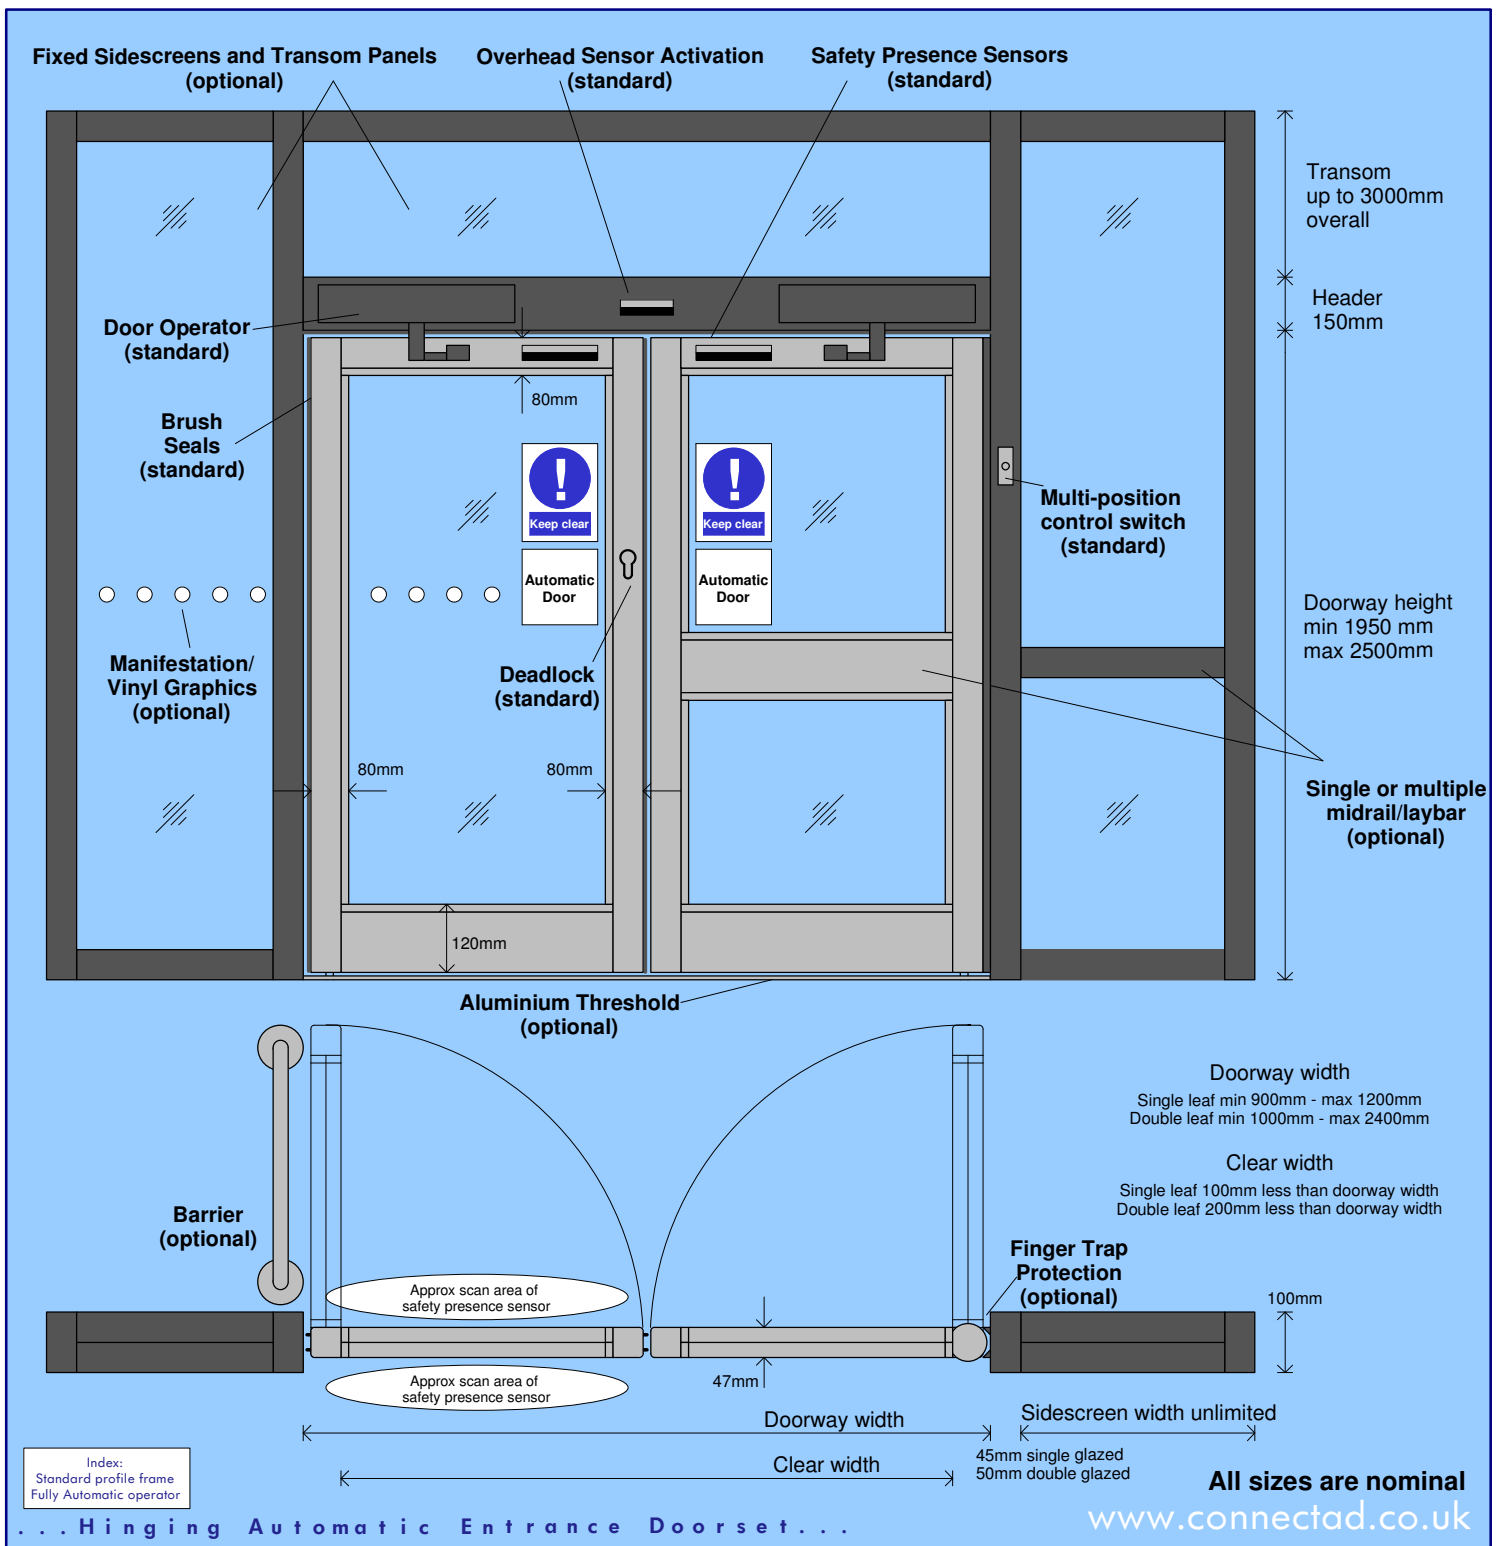 Fixed Sidescreens and Transom Panels
(optional)
Overhead Sensor Activation
(standard)
Safety Presence Sensors
(standard)
Transom
up to 3000mm
overall
Header
150mm
Door Operator
(standard)
80mm
Brush
Seals
(standard)
Keep clear
Keep clear
Automatic
Door
Automatic
Door
Multi-position
control switch
(standard)
Doorway height
min 1950 mm
max 2500mm
Manifestation/
Vinyl Graphics
(optional)
Deadlock
(standard)
80mm
80mm
Single or multiple
midrail/laybar
(optional)
120mm
Aluminium Threshold
(optional)
Doorway width
Single leaf min 900mm - max 1200mm
Double leaf min 1000mm - max 2400mm
Clear width
Single leaf 100mm less than doorway width
Double leaf 200mm less than doorway width
Barrier
(optional)
Finger Trap
Protection
(optional)
Approx scan area of
safety presence sensor
100mm
Approx scan area of
safety presence sensor
47mm
Doorway width
Sidescreen width unlimited
45mm single glazed
50mm double glazed
Clear width
Index:
Standard profile frame
Fully Automatic operator
All sizes are nominal
...Hinging Automatic Entrance Doorset...
www.connectad.co.uk